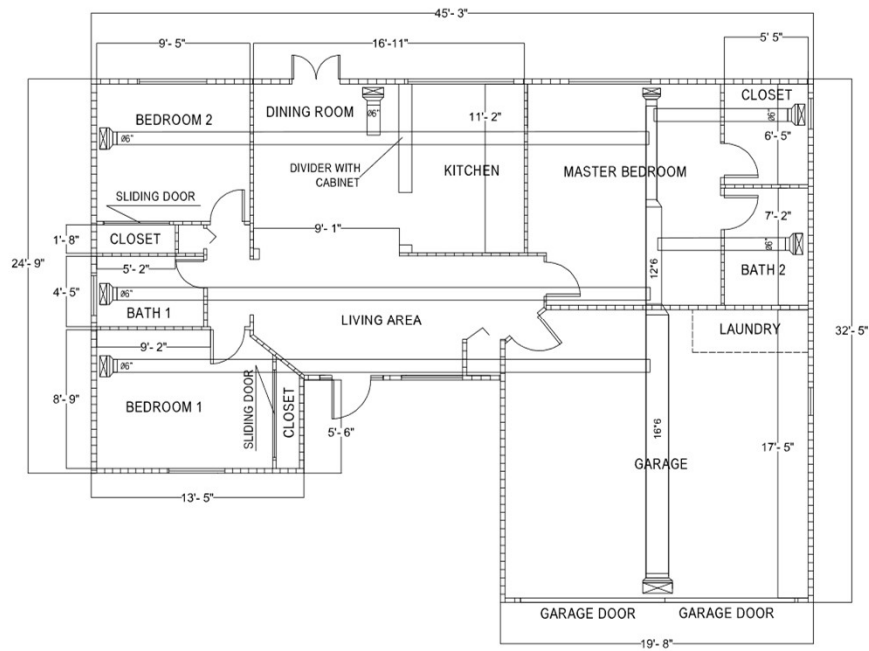 45'- 3"
9'- 5"
16'-11"
5' 5"
CLOSET
BEDROOM 2
DINING ROOM
Ø6"
11'- 2"
Ø6"
6'- 5"
Ø6"
DIVIDER WITH
CABINET
KITCHEN
MASTER BEDROOM
SLIDING DOOR
7'- 2"
9'- 1"
1'- 8"
CLOSET
Ø6"
24'- 9"
5'- 2"
12*6
BATH 2
4'- 5"
Ø6"
BATH 1
LIVING AREA
LAUNDRY
32'- 5"
9'- 2"
Ø6"
8'- 9"
BEDROOM 1
SLIDING DOOR
CLOSET
5'- 6"
16*6
17'- 5"
GARAGE
13'- 5"
GARAGE DOOR
GARAGE DOOR
19'- 8"